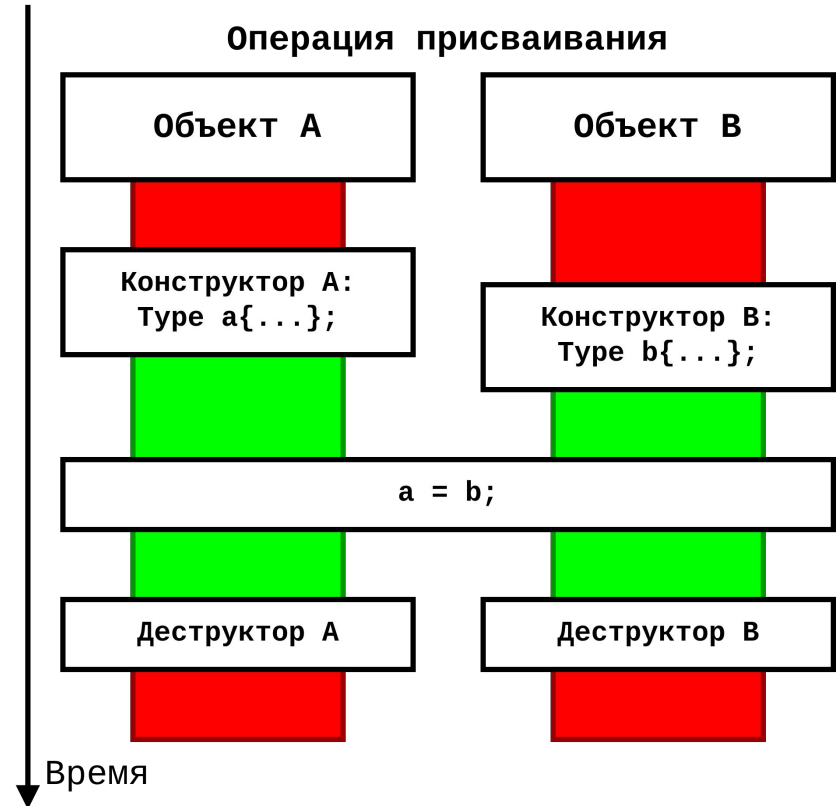 Операция присваивания
Объект A
Объект B
Конструктор A:
Type a{...};
Конструктор B:
Type b{...};
a = b;
Деструктор A
Деструктор B
Время